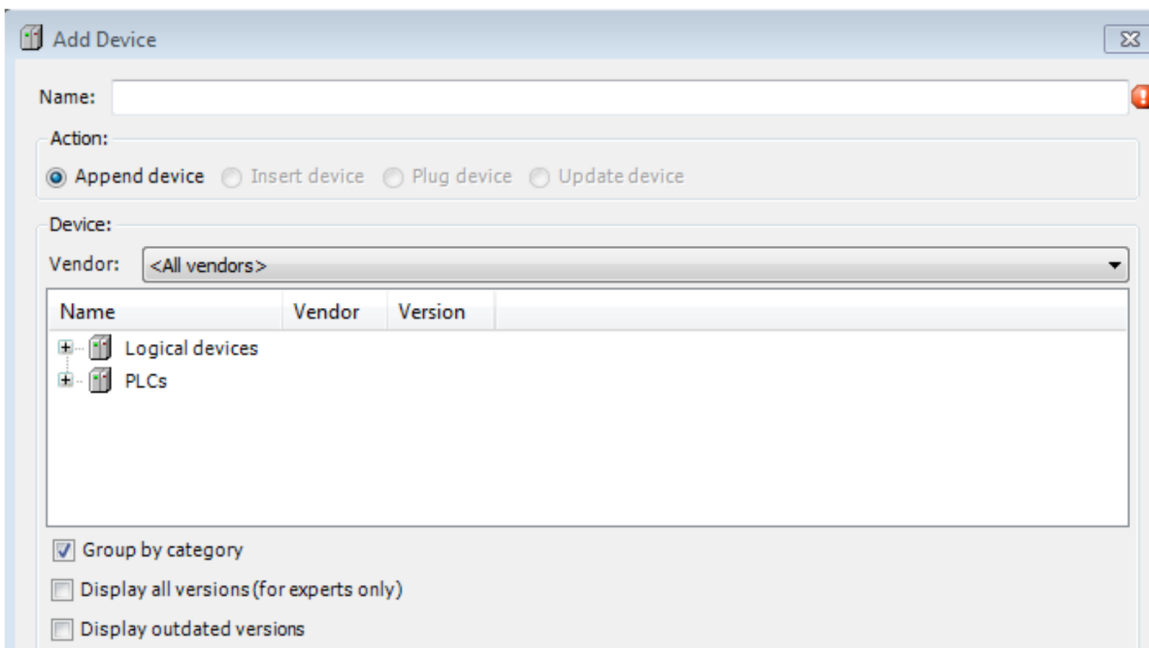 Add Device
Name:
Action:
Append device Insert device Plug device Update device
Device:
Vendor: <All vendors>
Name Vendor Version
Logical devices
PLCs
Group by category
Display all versions (for experts only)
Display outdated versions